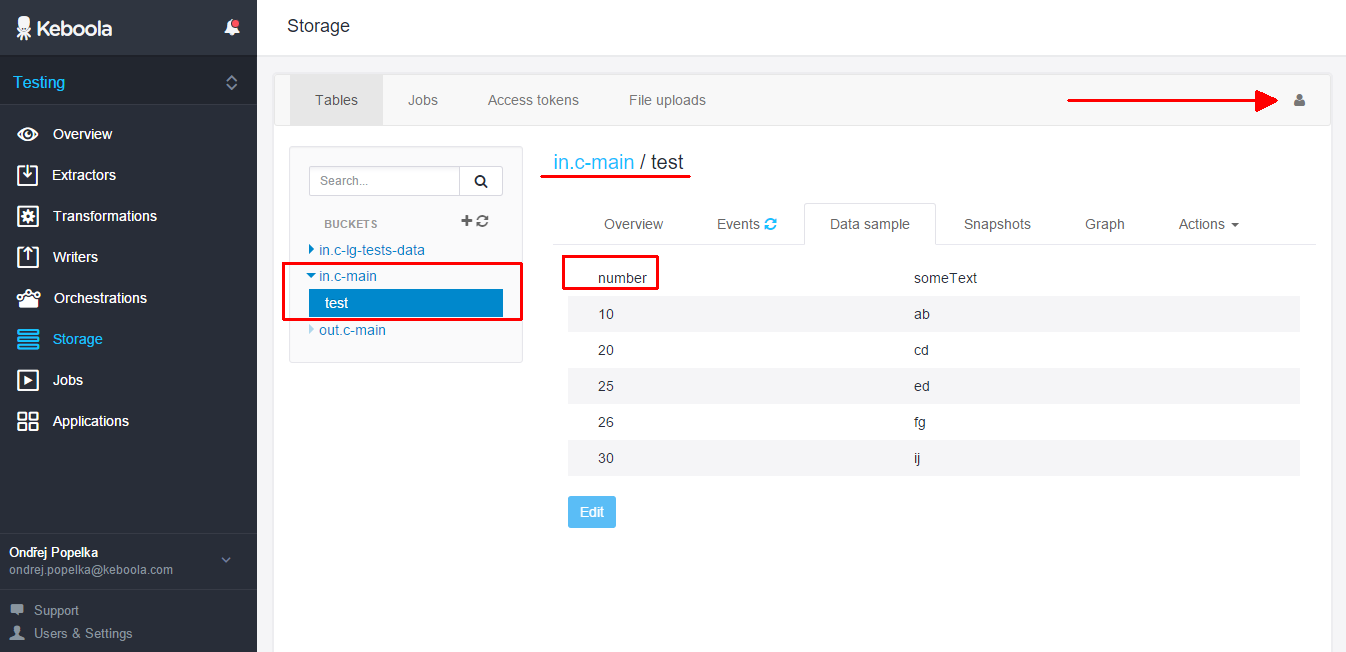 Keboola
Testing
Overview
Extractors
Transformations
Writers
Orchestrations
Storage
Jobs
Applications
Ondřej Popelka
ondrej.popelka@keboola.com
Support
Users & Settings
Storage
Tables Jobs Access tokens File uploads
Search...
BUCKETS
in.c-lg-tests-data
in.c-main
test
out.c-main
in.c-main / test
Overview Events Data sample Snapshots Graph Actions
number someText
10 ab
20 cd
25 ed
26 fg
30 ij
Edit